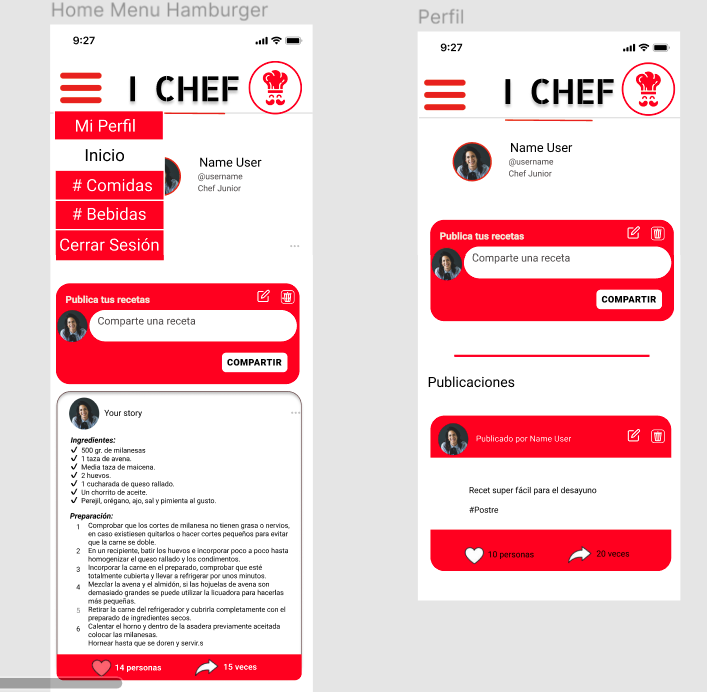 Home Menu Hamburger
9:27
I CHEF
Mi Perfil
Inicio
# Comidas
# Bebidas
Cerrar Sesión
Name User
@username
Chef Junior
Publica tus recetas
Comparte una receta
COMPARTIR
Your story
Ingredientes:
500 gr. de milanesas
1 taza de avena.
Media taza de maicena.
2 huevos.
1 cucharada de queso rallado.
Un chorrito de aceite.
Perejil, orégano, ajo, sal y pimienta al gusto.
Preparación:
1 Comprobar que los cortes de milanesa no tienen grasa o nervios,
en caso existiesen quitarlos o hacer cortes pequeños para evitar
que la carne se doble.
2 En un recipiente, batir los huevos e incorporar poco a poco hasta
homogenizar el queso rallado y los condimentos.
3 Incorporar la carne en el preparado, comprobar que esté
totalmente cubierta y llevar a refrigerar por unos minutos.
4 Mezclar la avena y el almidón, si las hojuelas de avena son
demasiado grandes se puede utilizar la licuadora para hacerlas
más pequeñas.
5 Retirar la carne del refrigerador y cubrirla completamente con el
preparado de ingredientes secos.
6 Calentar el horno y dentro de la asadera previamente aceitada
colocar las milanesas.
Hornear hasta que se doren y servir.s
14 personas
15 veces
Perfil
9:27
I CHEF
Name User
@username
Chef Junior
Publica tus recetas
Comparte una receta
COMPARTIR
Publicaciones
Publicado por Name User
Recet super fácil para el desayuno
#Postre
10 personas
20 veces